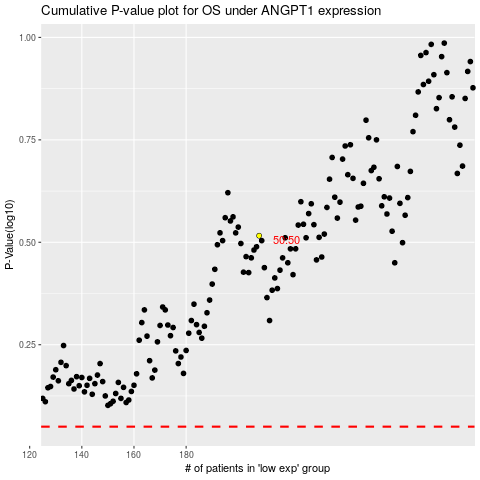 Cumulative P-value plot for OS under ANGPT1 expression
1.00
0.75
0.50
0.25
P-Value(log10)
50:50
120 140 160 180
# of patients in 'low exp' group